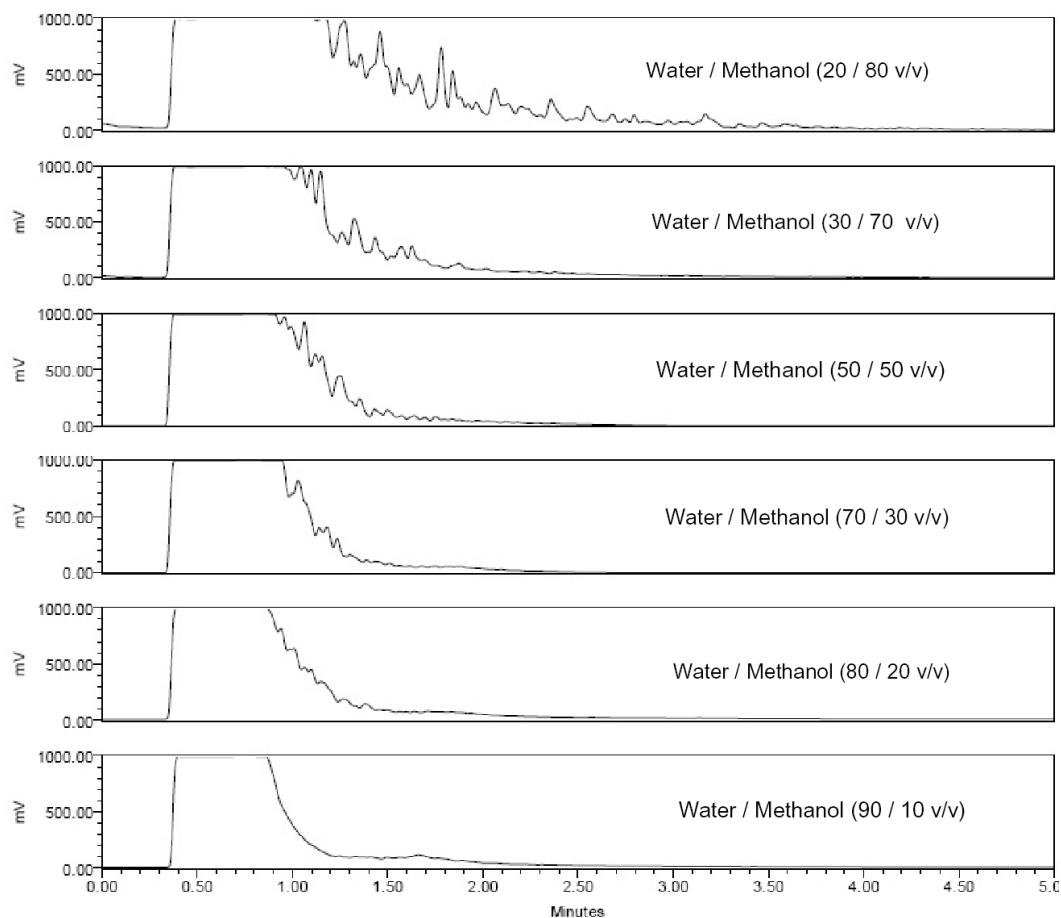 1000.00
mV
500.00
0.00
Water / Methanol (20 / 80 v/v)
1000.00
mV
500.00
0.00
Water / Methanol (30 / 70 v/v)
1000.00
mV
500.00
0.00
Water / Methanol (50 / 50 v/v)
1000.00
mV
500.00
0.00
Water / Methanol (70 / 30 v/v)
1000.00
mV
500.00
0.00
Water / Methanol (80 / 20 v/v)
1000.00
mV
500.00
0.00
Water / Methanol (90 / 10 v/v)
0.00 0.50 1.00 1.50 2.00 2.50 3.00 3.50 4.00 4.50 5.0
Minutes